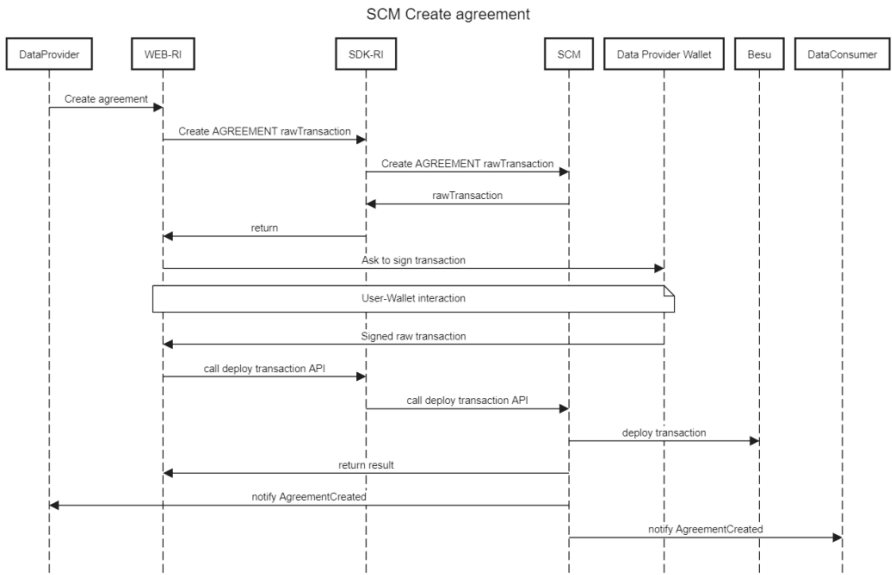 SCM Create agreement
DataProvider
WEB-RI
SDK-RI
SCM
Data Provider Wallet
Besu
DataConsumer
Create agreement
Create AGREEMENT rawTransaction
Create AGREEMENT rawTransaction
rawTransaction
return
Ask to sign transaction
User-Wallet interaction
Signed raw transaction
call deploy transaction API
call deploy transaction API
deploy transaction
return result
notify AgreementCreated
notify AgreementCreated